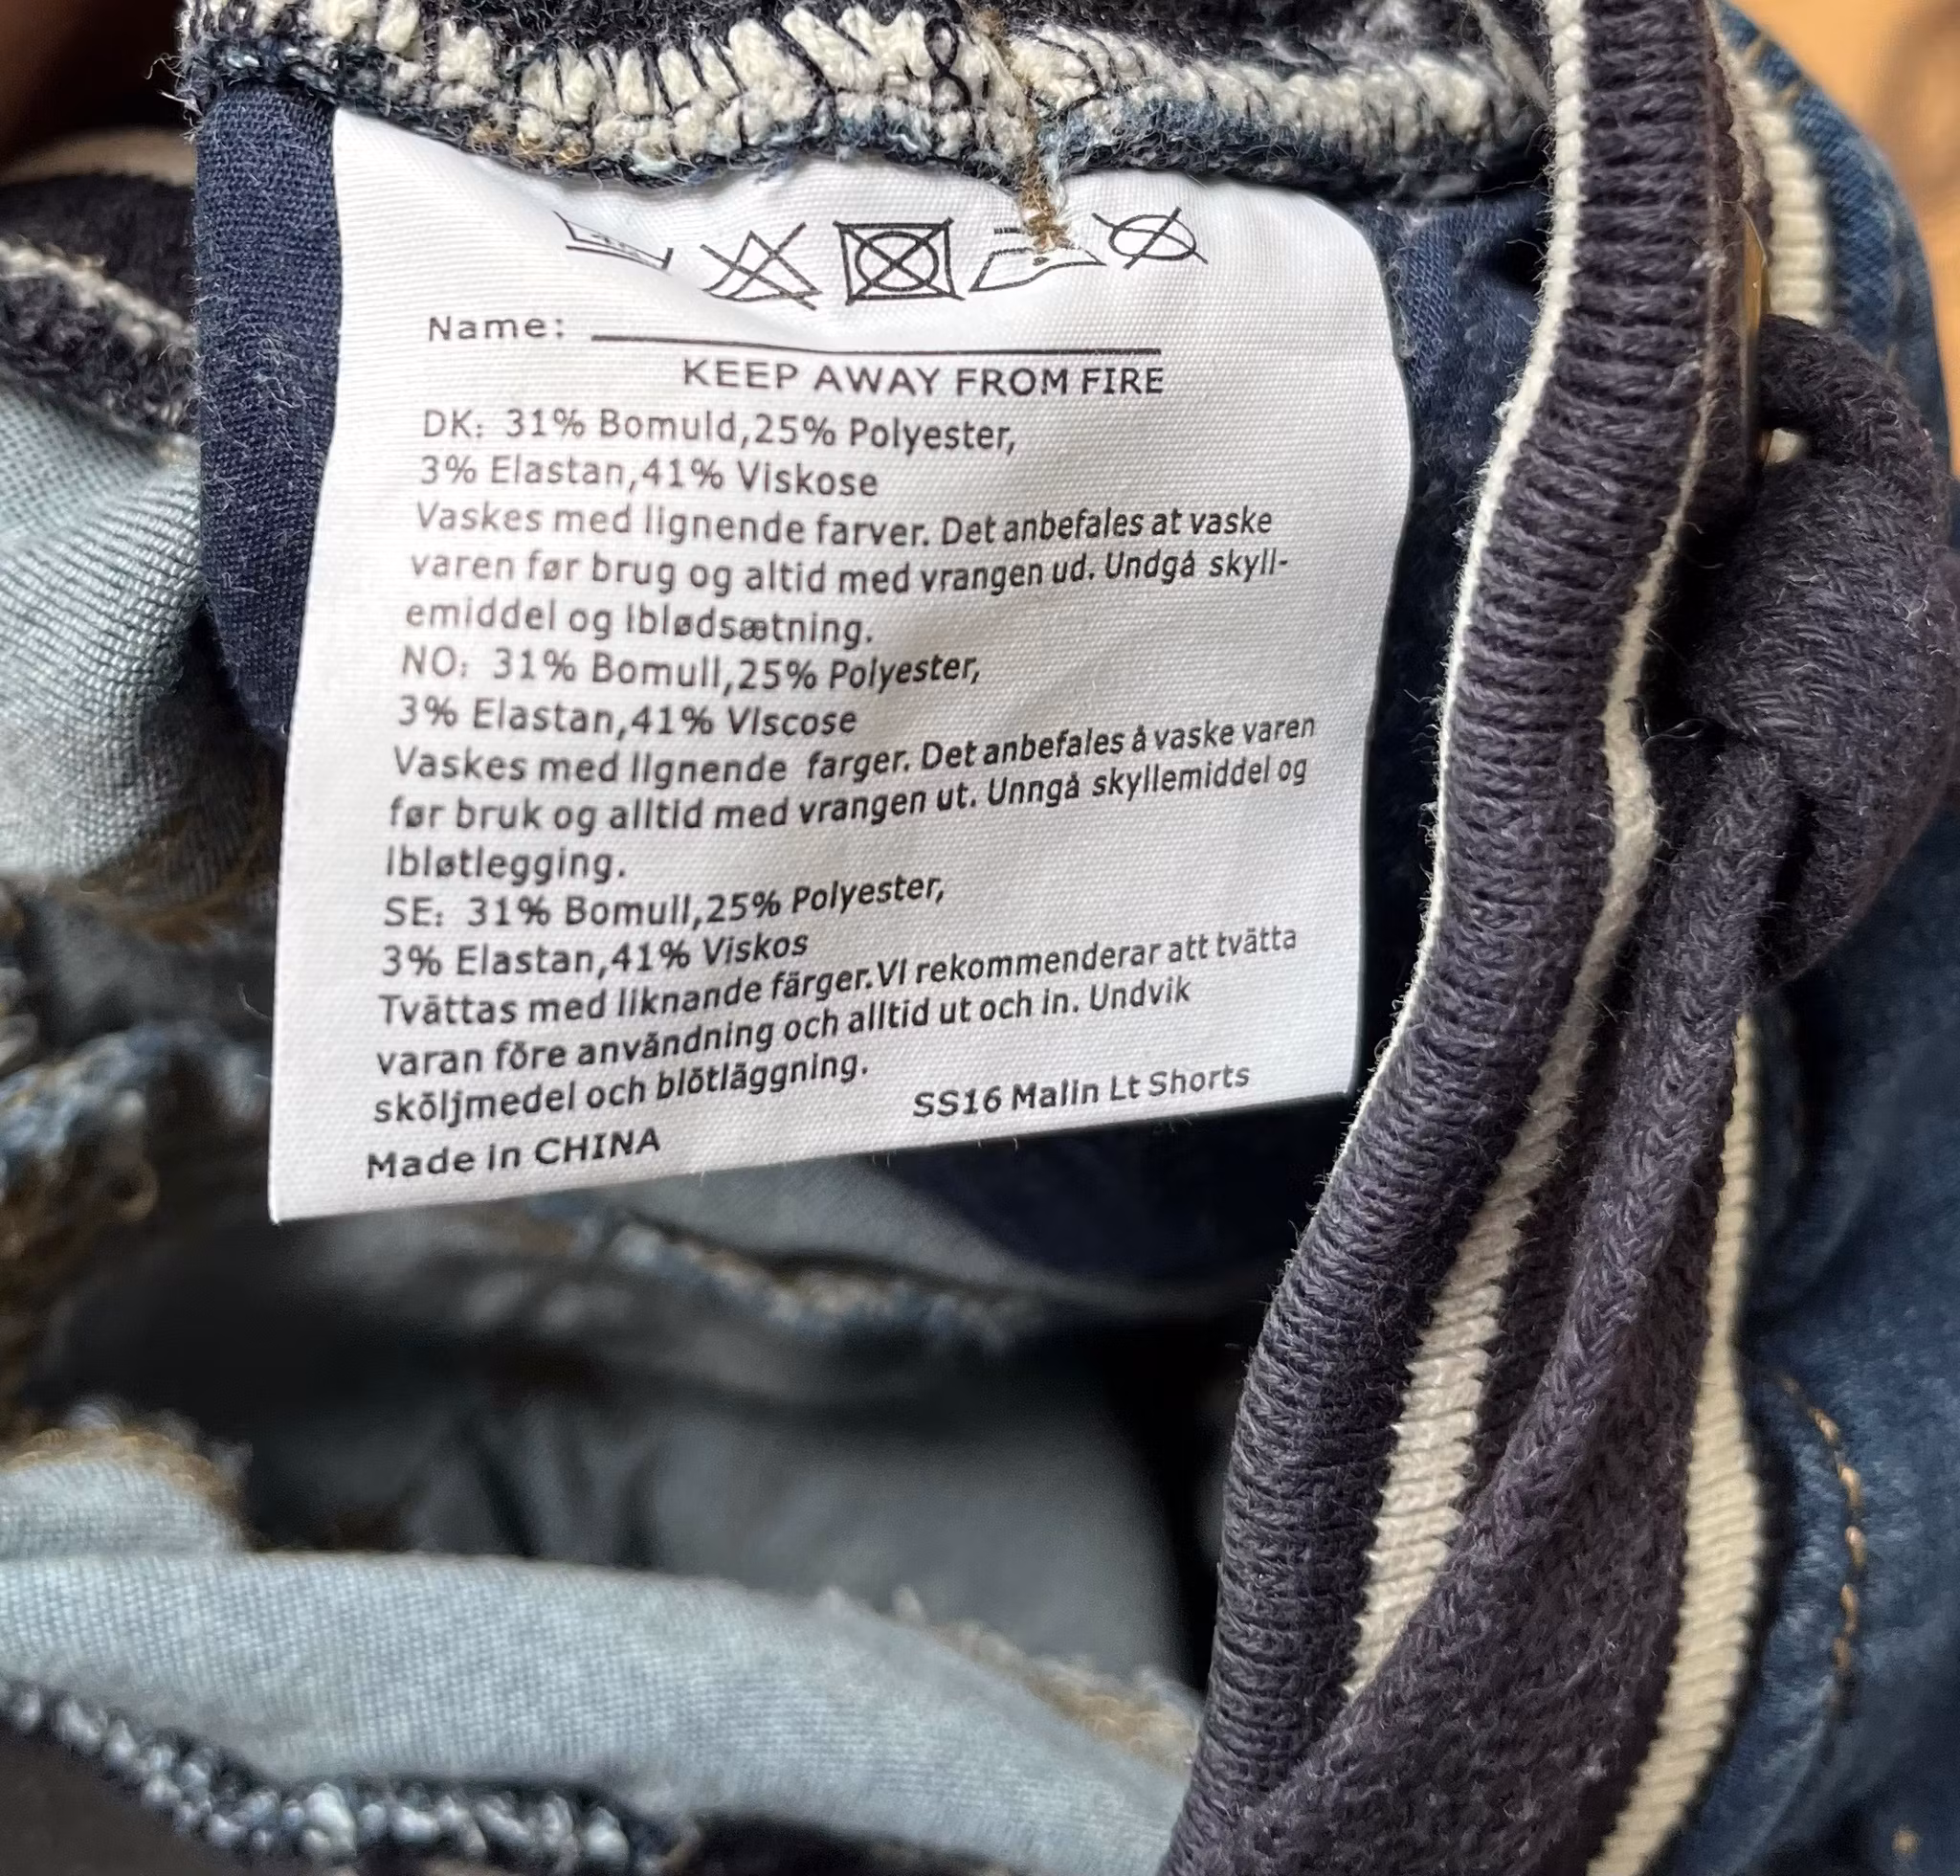 Name:
KEEP AWAY FROM FIRE
DK: 31% Bomuld,25% Polyester,
3% Elastan,41% Viskose
Vaskes med lignende farver. Det anbefales at vaske
varen før brug og altid med vrangen ud. Undgå skyll-
emiddel og Iblødsætning.
NO: 31% Bomull,25% Polyester,
3% Elastan,41% Viscose
Vaskes med lignende farger. Det anbefales å vaske varen
før bruk og alltid med vrangen ut. Unngå skyllemiddel og
Ibløtlegging.
SE: 31% Bomull,25% Polyester,
3% Elastan,41% Viskos
Tvättas med liknande färger.Vi rekommenderar att tvätta
varan före användning och alltid ut och in. Undvik
sköljmedel och blötläggning.
SS16 Malin Lt Shorts
Made in CHINA